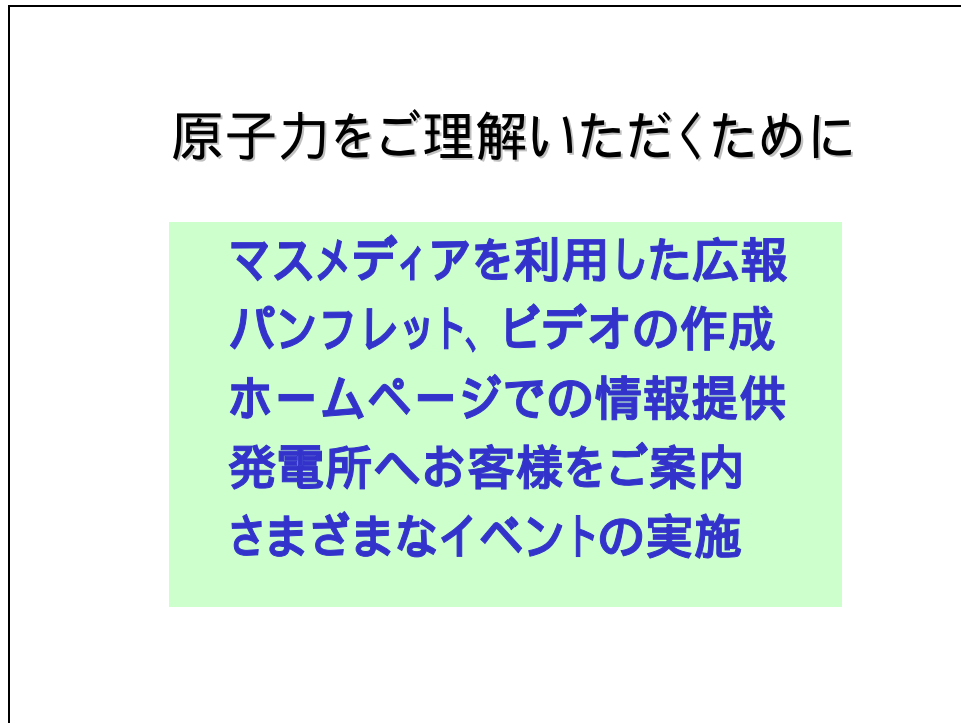 原子力をご理解いただくために
マスメディアを利用した広報
パンフレット、ビデオの作成
ホームページでの情報提供
発電所へお客様をご案内
さまざまなイベントの実施